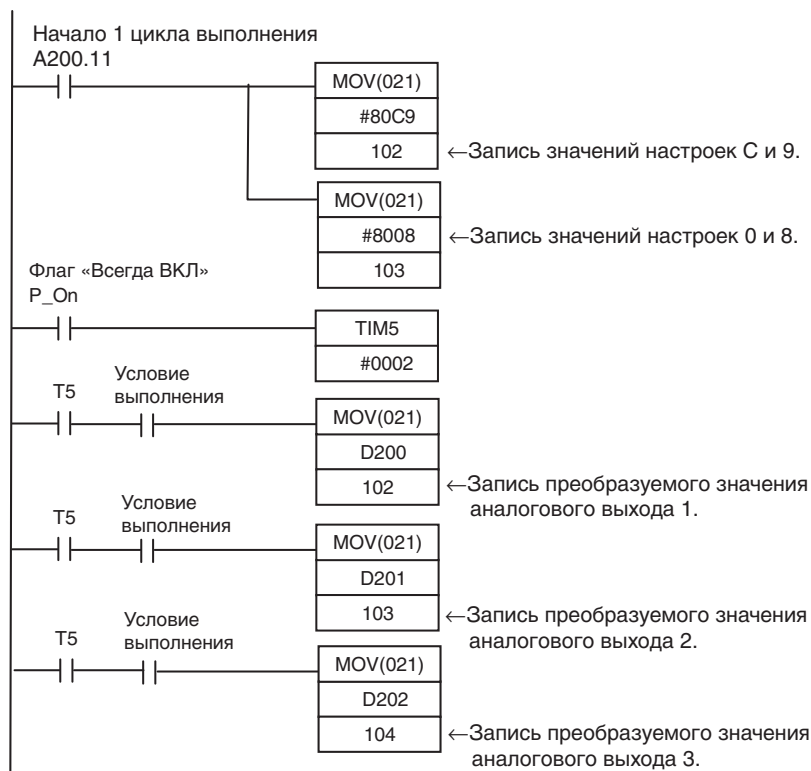 Начало 1 цикла выполнения
A200.11
MOV(021)
#80C9
102
←Запись значений настроек C и 9.
MOV(021)
#8008
←Запись значений настроек 0 и 8.
103
Флаг «Всегда ВКЛ»
P_On
TIM5
#0002
T5
Условие
выполнения
MOV(021)
D200
102
←Запись преобразуемого значения
аналогового выхода 1.
T5
Условие
выполнения
MOV(021)
D201
103
←Запись преобразуемого значения
аналогового выхода 2.
T5
Условие
выполнения
MOV(021)
D202
104
←Запись преобразуемого значения
аналогового выхода 3.